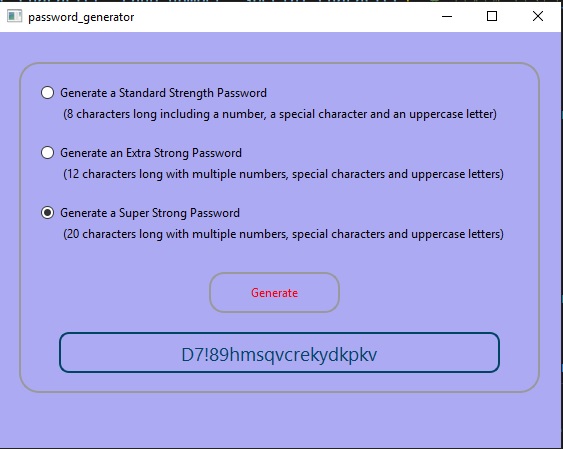 password_generator
Generate a Standard Strength Password
(8 characters long including a number, a special character and an uppercase letter)
Generate an Extra Strong Password
(12 characters long with multiple numbers, special characters and uppercase letters)
Generate a Super Strong Password
(20 characters long with multiple numbers, special characters and uppercase letters)
Generate
D7!89hmsqvcrekydkpkv